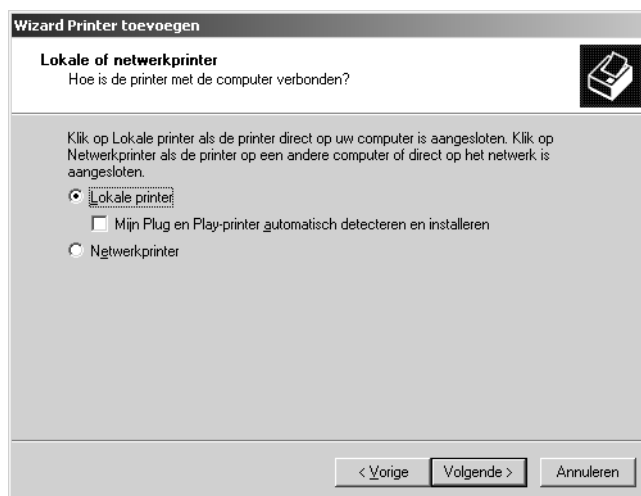 Wizard Printer toevoegen
Lokale of netwerkprinter
Hoe is de printer met de computer verbonden?
Klik op Lokale printer als de printer direct op uw computer is aangesloten. Klik op
Netwerkprinter als de printer op een andere computer of direct op het netwerk is
aangesloten.
Lokale printer
Mijn Plug en Play-printer automatisch detecteren en installeren
Netwerkprinter
< Vorige Volgende > Annuleren